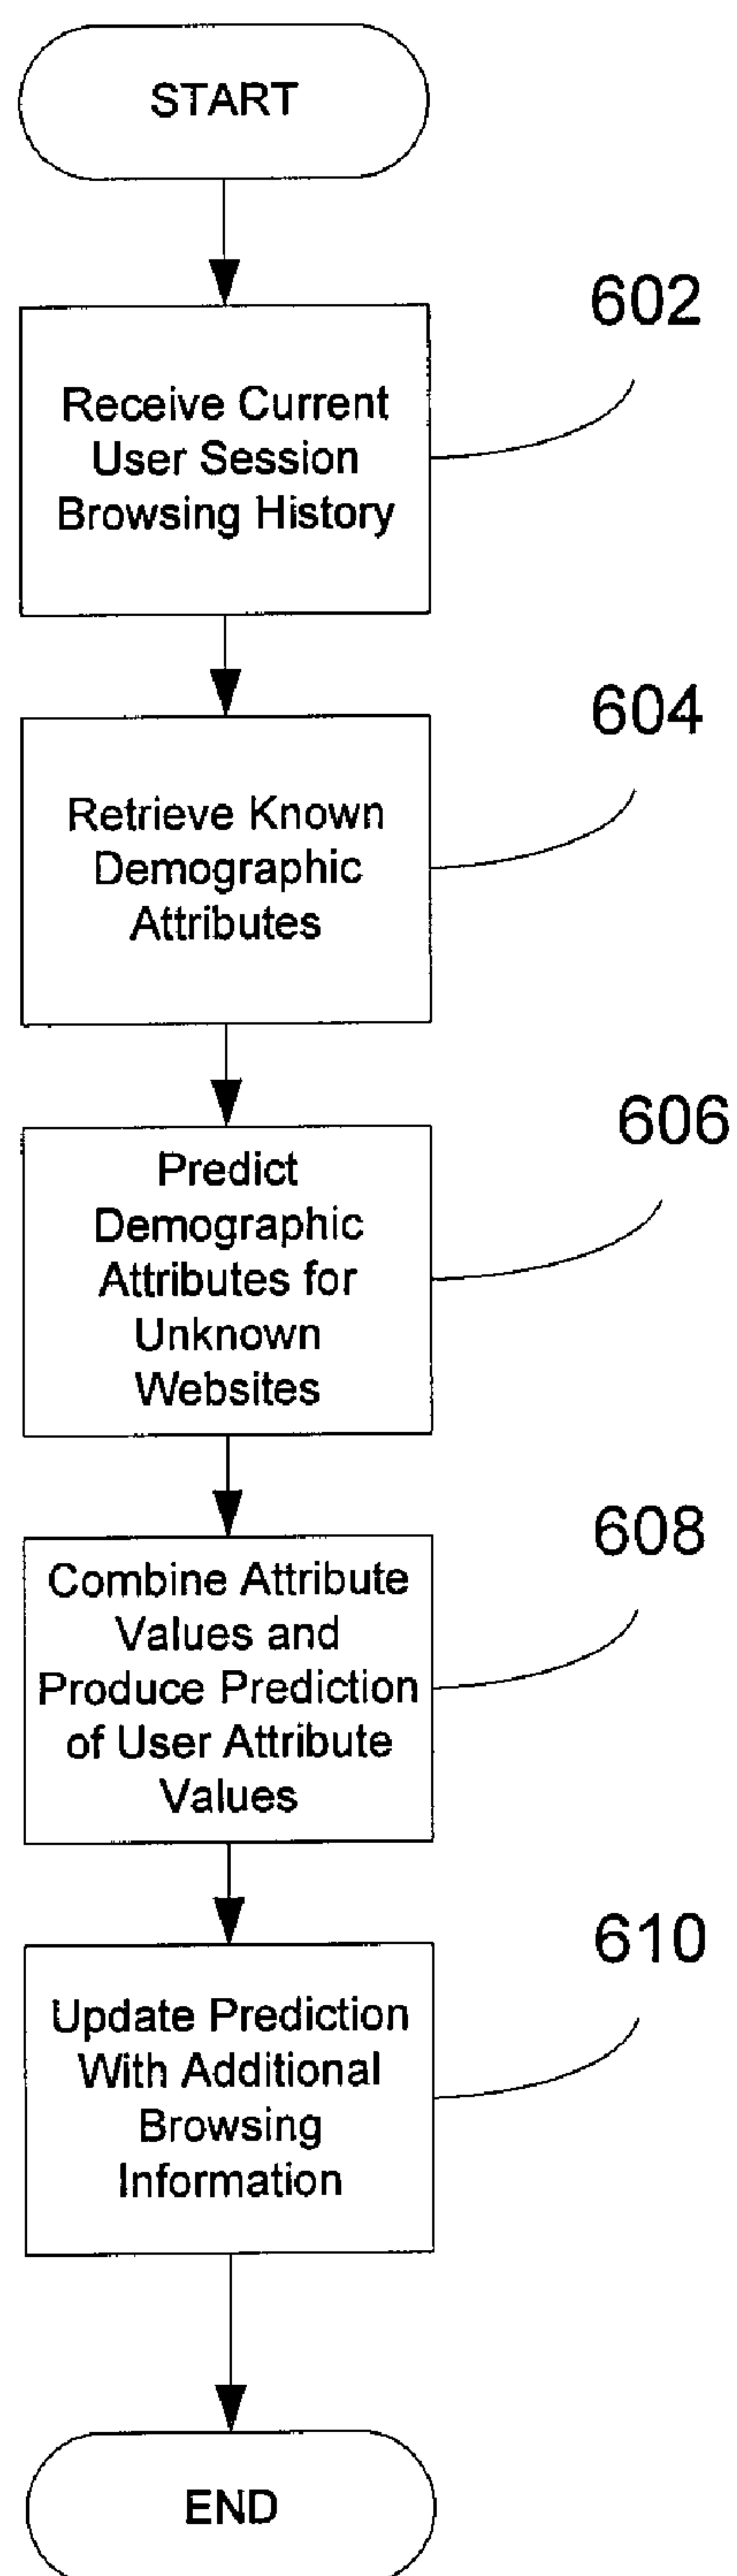 START
602
Receive Current
User Session
Browsing History
604
Retrieve Known
Demographic
Attributes
606
Predict
Demographic
Attributes for
Unknown
Websites
608
Combine Attribute
Values and
Produce Prediction
of User Attribute
Values
610
Update Prediction
With Additional
Browsing
Information
END